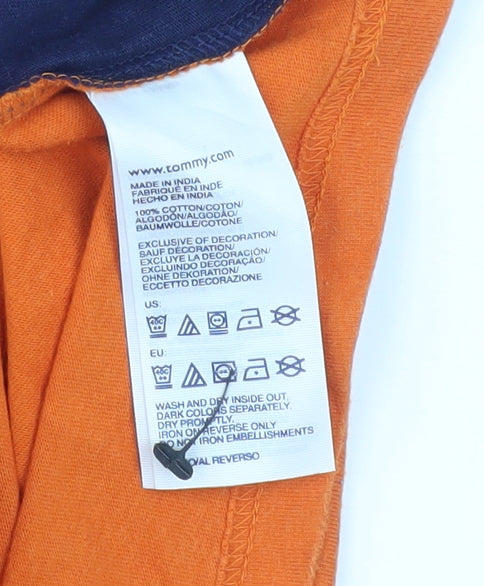 www.tommy.com
MADE IN INDIA
FABRIQUÉ EN INDE
HECHO EN INDIA
100% COTTON/COTON/
ALGODÓN/ALGODÃO/
BAUMWOLLE/COTONE
EXCLUSIVE OF DECORATION/
SAUF DÉCORATION/
EXCLUYE LA DECORACIÓN/
EXCLUINDO DECORAÇÃO/
OHNE DEKORATION/
ECCETTO DECORAZIONE
US:
EU:
WASH AND DRY INSIDE OUT,
DARK COLORS SEPARATELY.
DRY PROMPTLY.
IRON ON REVERSE ONLY
DO NOT IRON EMBELLISHMENTS
REVERSO